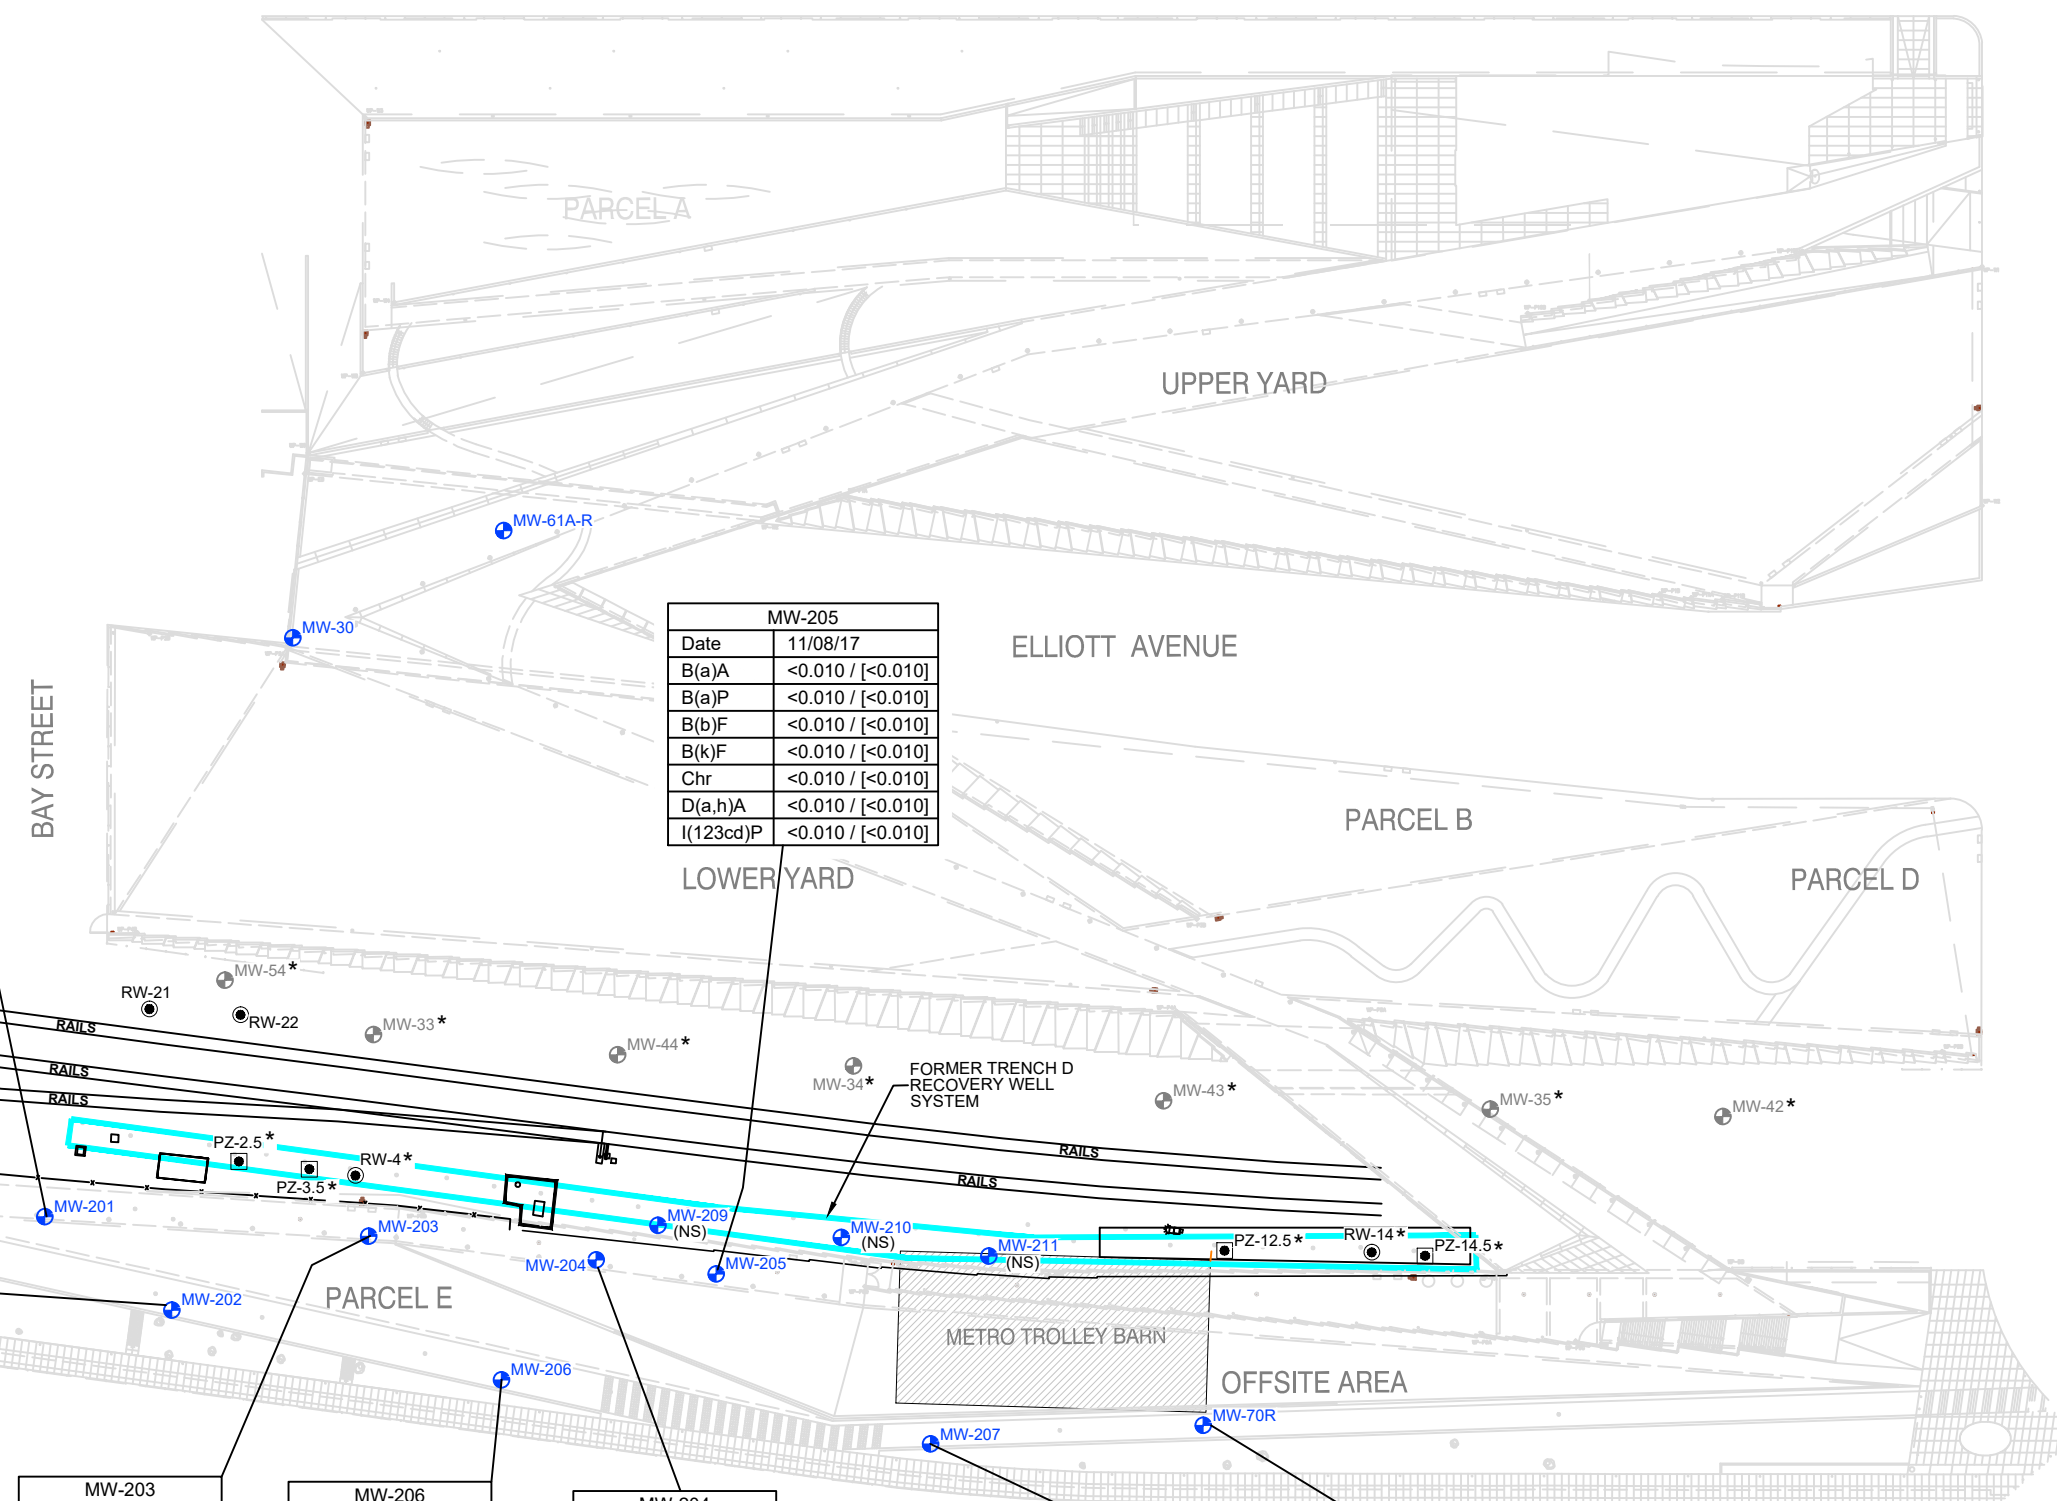 PARCEL A
UPPER YARD
MW-61A-R
MW-30
ELLIOTT AVENUE
BAY STREET
MW-205
Date 11/08/17
B(a)A <0.010 / [<0.010]
B(a)P <0.010 / [<0.010]
B(b)F <0.010 / [<0.010]
B(k)F <0.010 / [<0.010]
Chr <0.010 / [<0.010]
D(a,h)A <0.010 / [<0.010]
I(123cd)P <0.010 / [<0.010]
PARCEL B
LOWER YARD
PARCEL D
MW-54*
RW-21
RW-22
MW-33*
MW-44*
MW-34*
FORMER TRENCH D
RECOVERY WELL
SYSTEM
MW-43*
MW-35*
MW-42*
RAILS
RAILS
RAILS
RAILS
RAILS
PZ-2.5*
PZ-3.5*
RW-4*
MW-201
MW-203
MW-209
(NS)
MW-210
(NS)
MW-211
(NS)
PZ-12.5*
RW-14*
PZ-14.5*
MW-204
MW-205
MW-202
PARCEL E
METRO TROLLEY BARN
MW-206
OFFSITE AREA
MW-70R
MW-207
MW-203
MW-206
MW-204